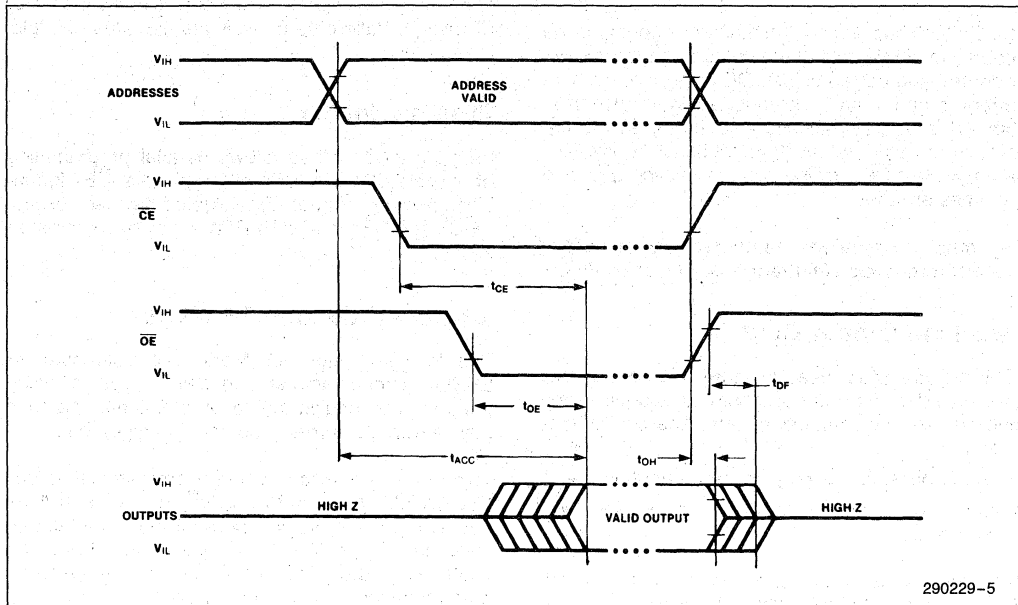 VIH
ADDRESSES
ADDRESS
VALID
VIL
VIH
CE
VIL
tCE
VIH
OE
VIL
tDF
tOE
tACC
tOH
VIH
HIGH Z
OUTPUTS
VALID OUTPUT
HIGH Z
VIL
290229-5